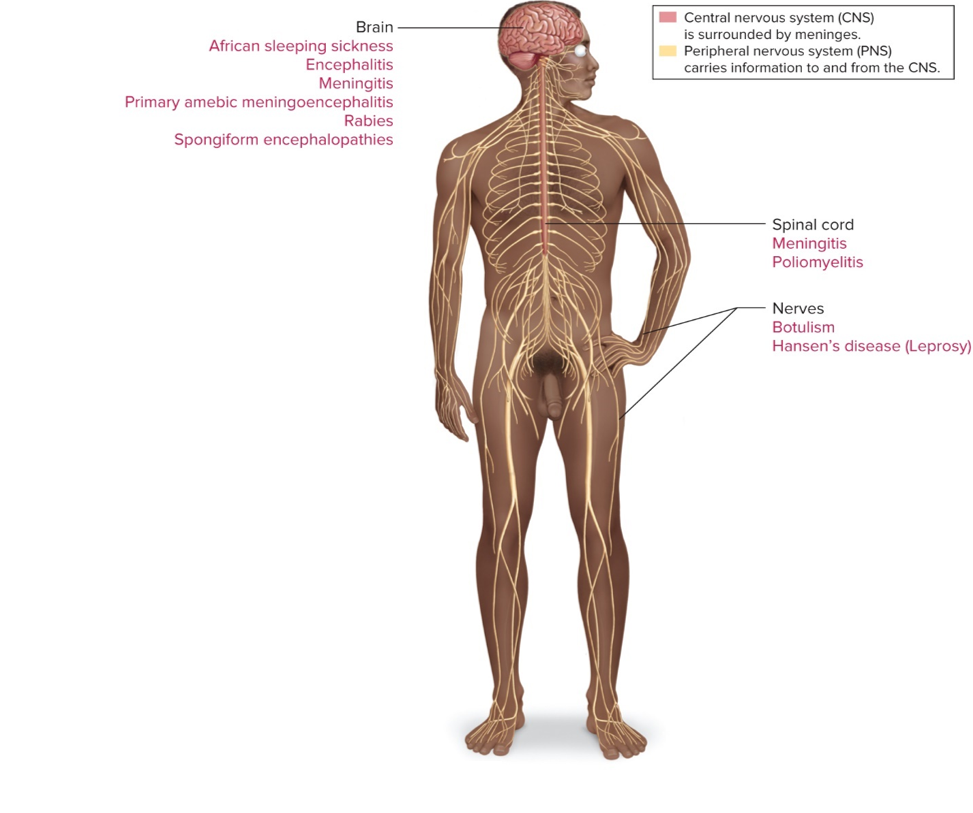 Brain
African sleeping sickness
Encephalitis
Meningitis
Primary amebic meningoencephalitis
Rabies
Spongiform encephalopathies
Central nervous system (CNS)
is surrounded by meninges.
Peripheral nervous system (PNS)
carries information to and from the CNS.
Spinal cord
Meningitis
Poliomyelitis
Nerves
Botulism
Hansen's disease (Leprosy)